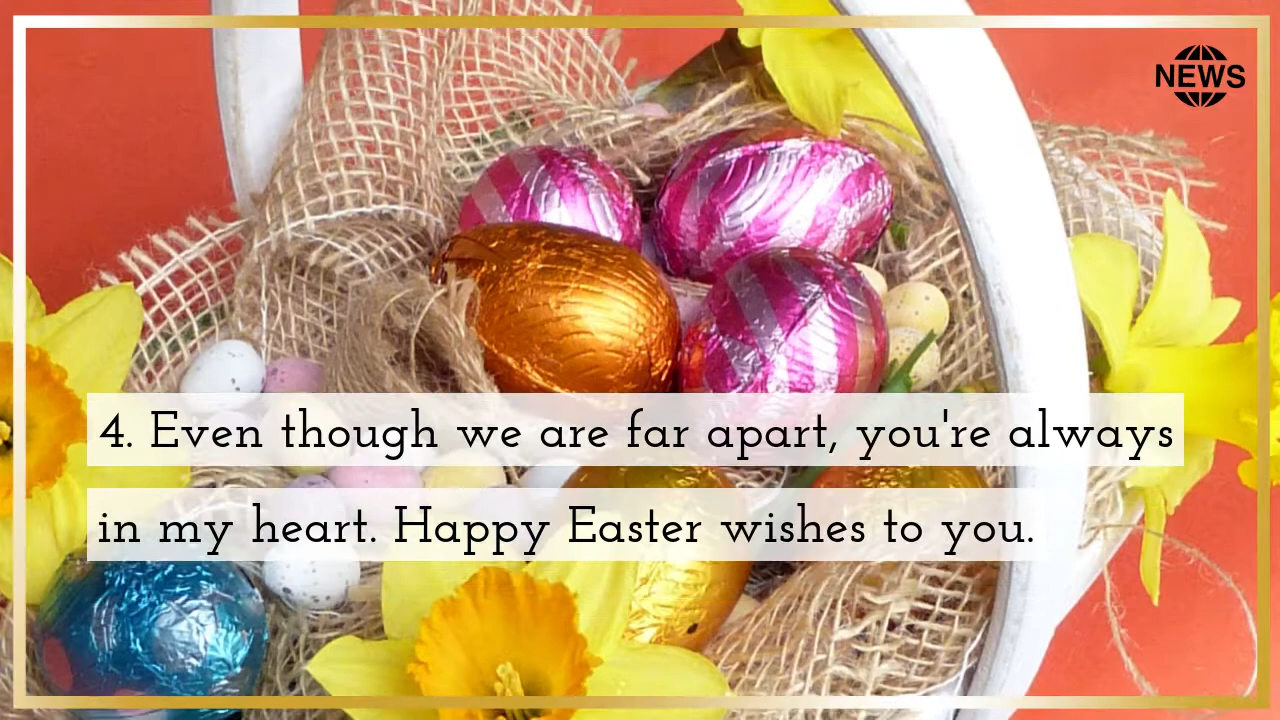 NEWS
4. Even though we are far apart, you're always
in my heart. Happy Easter wishes to you.